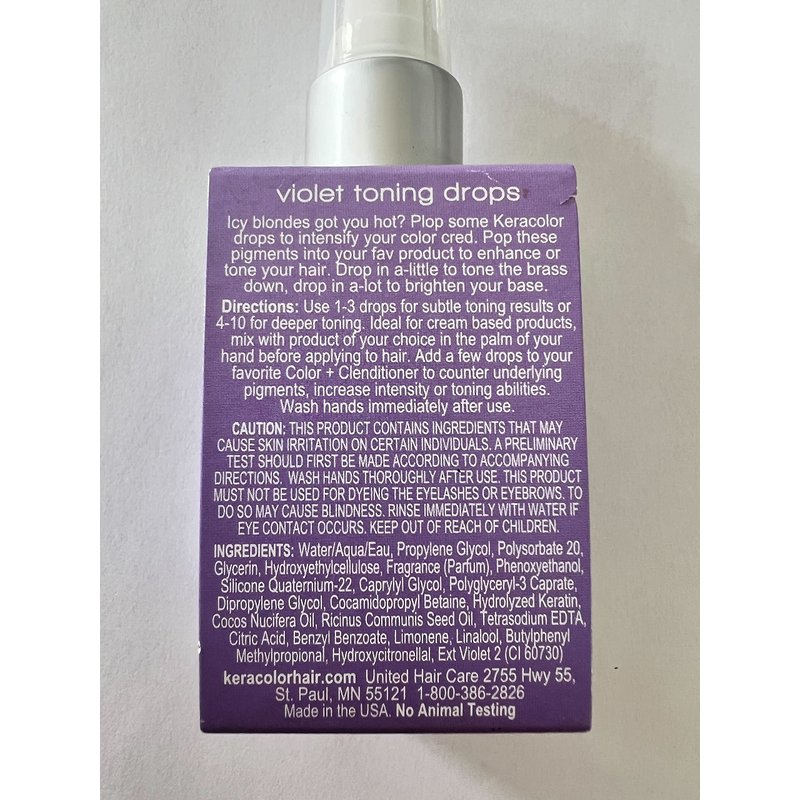 violet toning drops
Icy blondes got you hot? Plop some Keracolor
drops to intensify your color cred. Pop these
pigments into your fav product to enhance or
tone your hair. Drop in a-little to tone the brass
down, drop in a-lot to brighten your base.
Directions: Use 1-3 drops for subtle toning results or
4-10 for deeper toning. Ideal for cream based products,
mix with product of your choice in the palm of your
hand before applying to hair. Add a few drops to your
favorite Color + Clenditioner to counter underlying
pigments, increase intensity or toning abilities.
Wash hands immediately after use.
CAUTION: THIS PRODUCT CONTAINS INGREDIENTS THAT MAY
CAUSE SKIN IRRITATION ON CERTAIN INDIVIDUALS. A PRELIMINARY
TEST SHOULD FIRST BE MADE ACCORDING TO ACCOMPANYING
DIRECTIONS. WASH HANDS THOROUGHLY AFTER USE. THIS PRODUCT
MUST NOT BE USED FOR DYEING THE EYELASHES OR EYEBROWS. TO
DO SO MAY CAUSE BLINDNESS. RINSE IMMEDIATELY WITH WATER IF
EYE CONTACT OCCURS. KEEP OUT OF REACH OF CHILDREN.
INGREDIENTS: Water/Aqua/Eau, Propylene Glycol, Polysorbate 20,
Glycerin, Hydroxyethylcellulose, Fragrance (Parfum), Phenoxyethanol,
Silicone Quaternium-22, Caprylyl Glycol, Polyglyceryl-3 Caprate,
Dipropylene Glycol, Cocamidopropyl Betaine, Hydrolyzed Keratin,
Cocos Nucifera Oil, Ricinus Communis Seed Oil, Tetrasodium EDTA,
Citric Acid, Benzyl Benzoate, Limonene, Linalool, Butylphenyl
Methylpropional, Hydroxycitronellal, Ext Violet 2 (CI 60730)
keracolorhair.com United Hair Care 2755 Hwy 55,
St. Paul, MN 55121 1-800-386-2826
Made in the USA. No Animal Testing